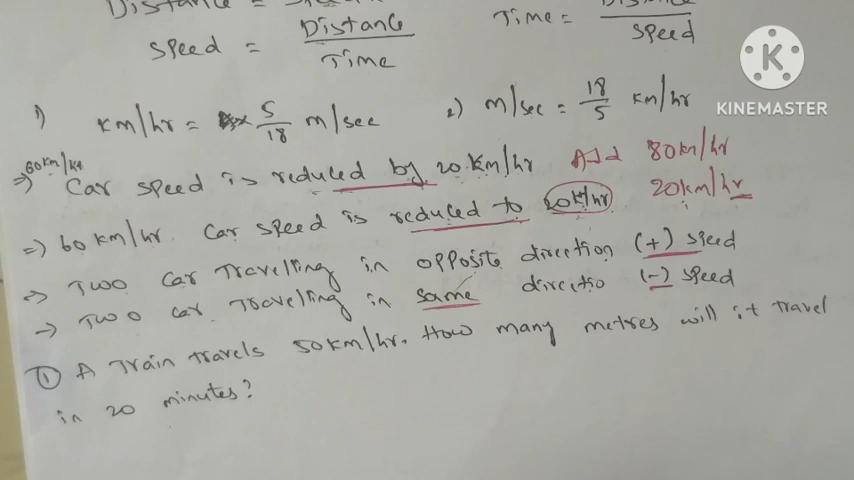 Distance =
Speed = Distance / Time
Time = Distance / Speed
1) km/hr = 5/18 m/sec
2) m/sec = 18/5 km/hr
KINEMASTER
60km/hr
=> Car speed is reduced by 20 km/hr Add 80km/hr
=> 60 km/hr. Car speed is reduced to 20k/hr 20km/hr
-> Two Car Travelling in opposite direction (+) speed
-> Two car travelling in same directio (-) speed
① A Train travels 50km/hr. How many metres will it travel
in 20 minutes?